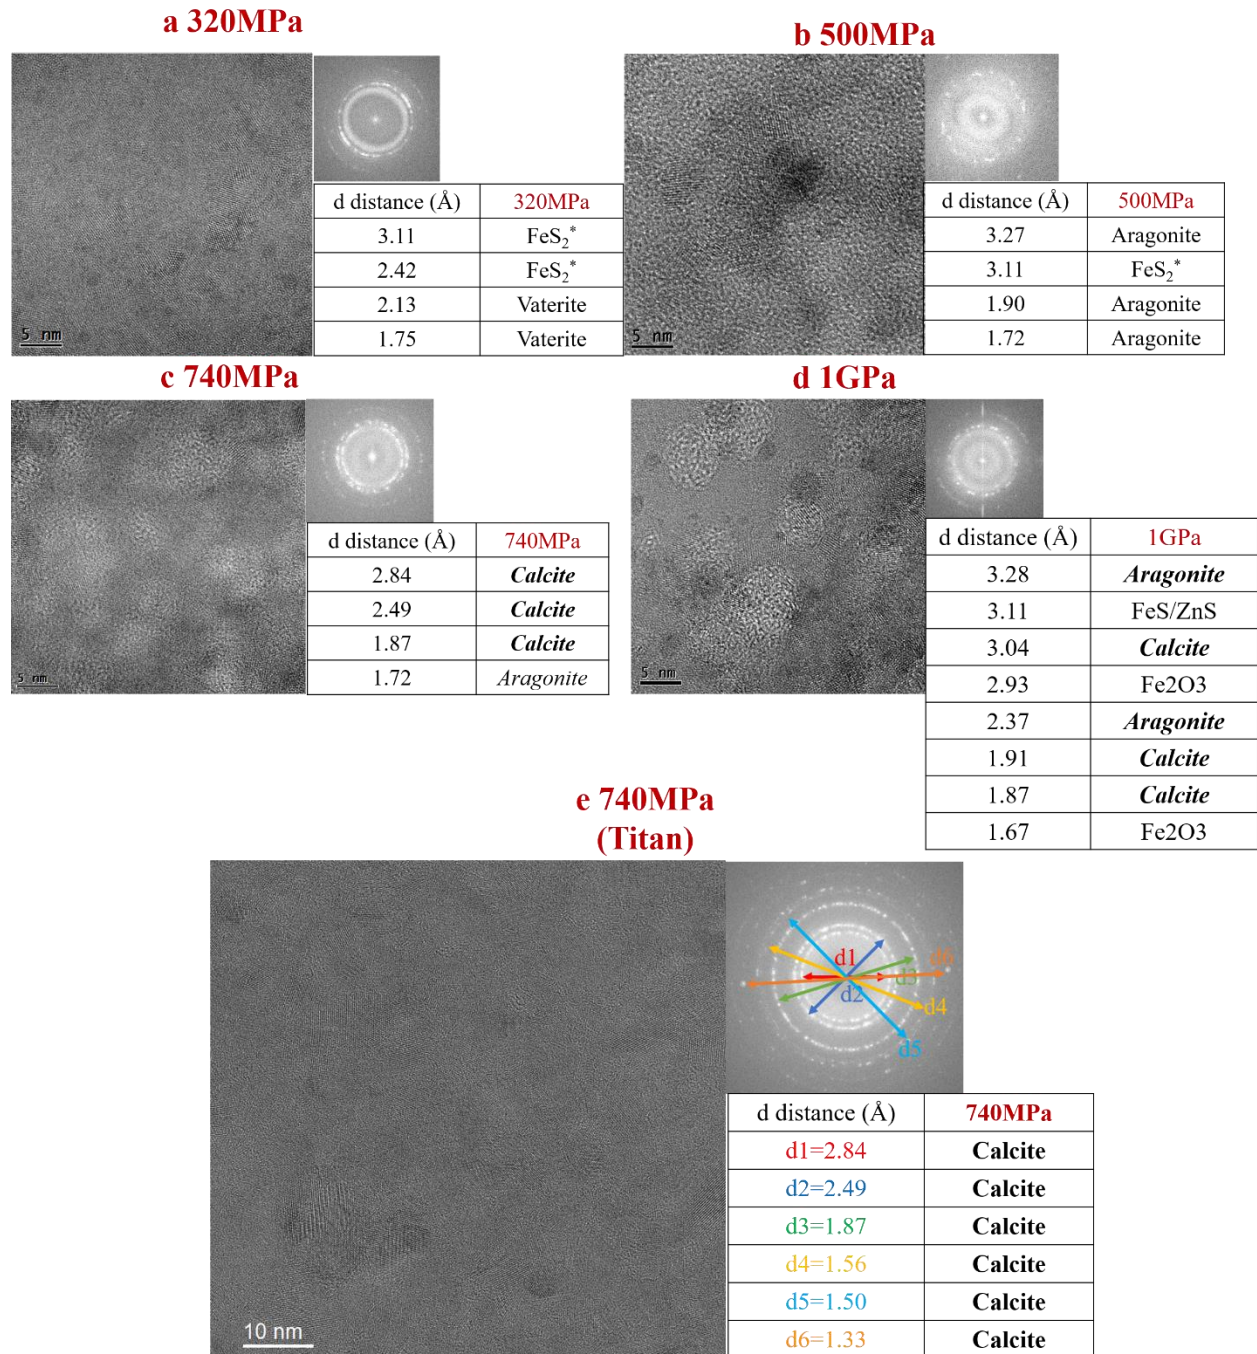 a 320MPa
5 nm
d distance (Å) 320MPa
3.11 FeS₂*
2.42 FeS₂*
2.13 Vaterite
1.75 Vaterite
b 500MPa
5 nm
d distance (Å) 500MPa
3.27 Aragonite
3.11 FeS₂*
1.90 Aragonite
1.72 Aragonite
c 740MPa
5 nm
d distance (Å) 740MPa
2.84 Calcite
2.49 Calcite
1.87 Calcite
1.72 Aragonite
d 1GPa
5 nm
d distance (Å) 1GPa
3.28 Aragonite
3.11 FeS/ZnS
3.04 Calcite
2.93 Fe2O3
2.37 Aragonite
1.91 Calcite
1.87 Calcite
1.67 Fe2O3
e 740MPa
(Titan)
10 nm
d1
d6
d3
d2
d4
d5
d distance (Å) 740MPa
d1=2.84 Calcite
d2=2.49 Calcite
d3=1.87 Calcite
d4=1.56 Calcite
d5=1.50 Calcite
d6=1.33 Calcite